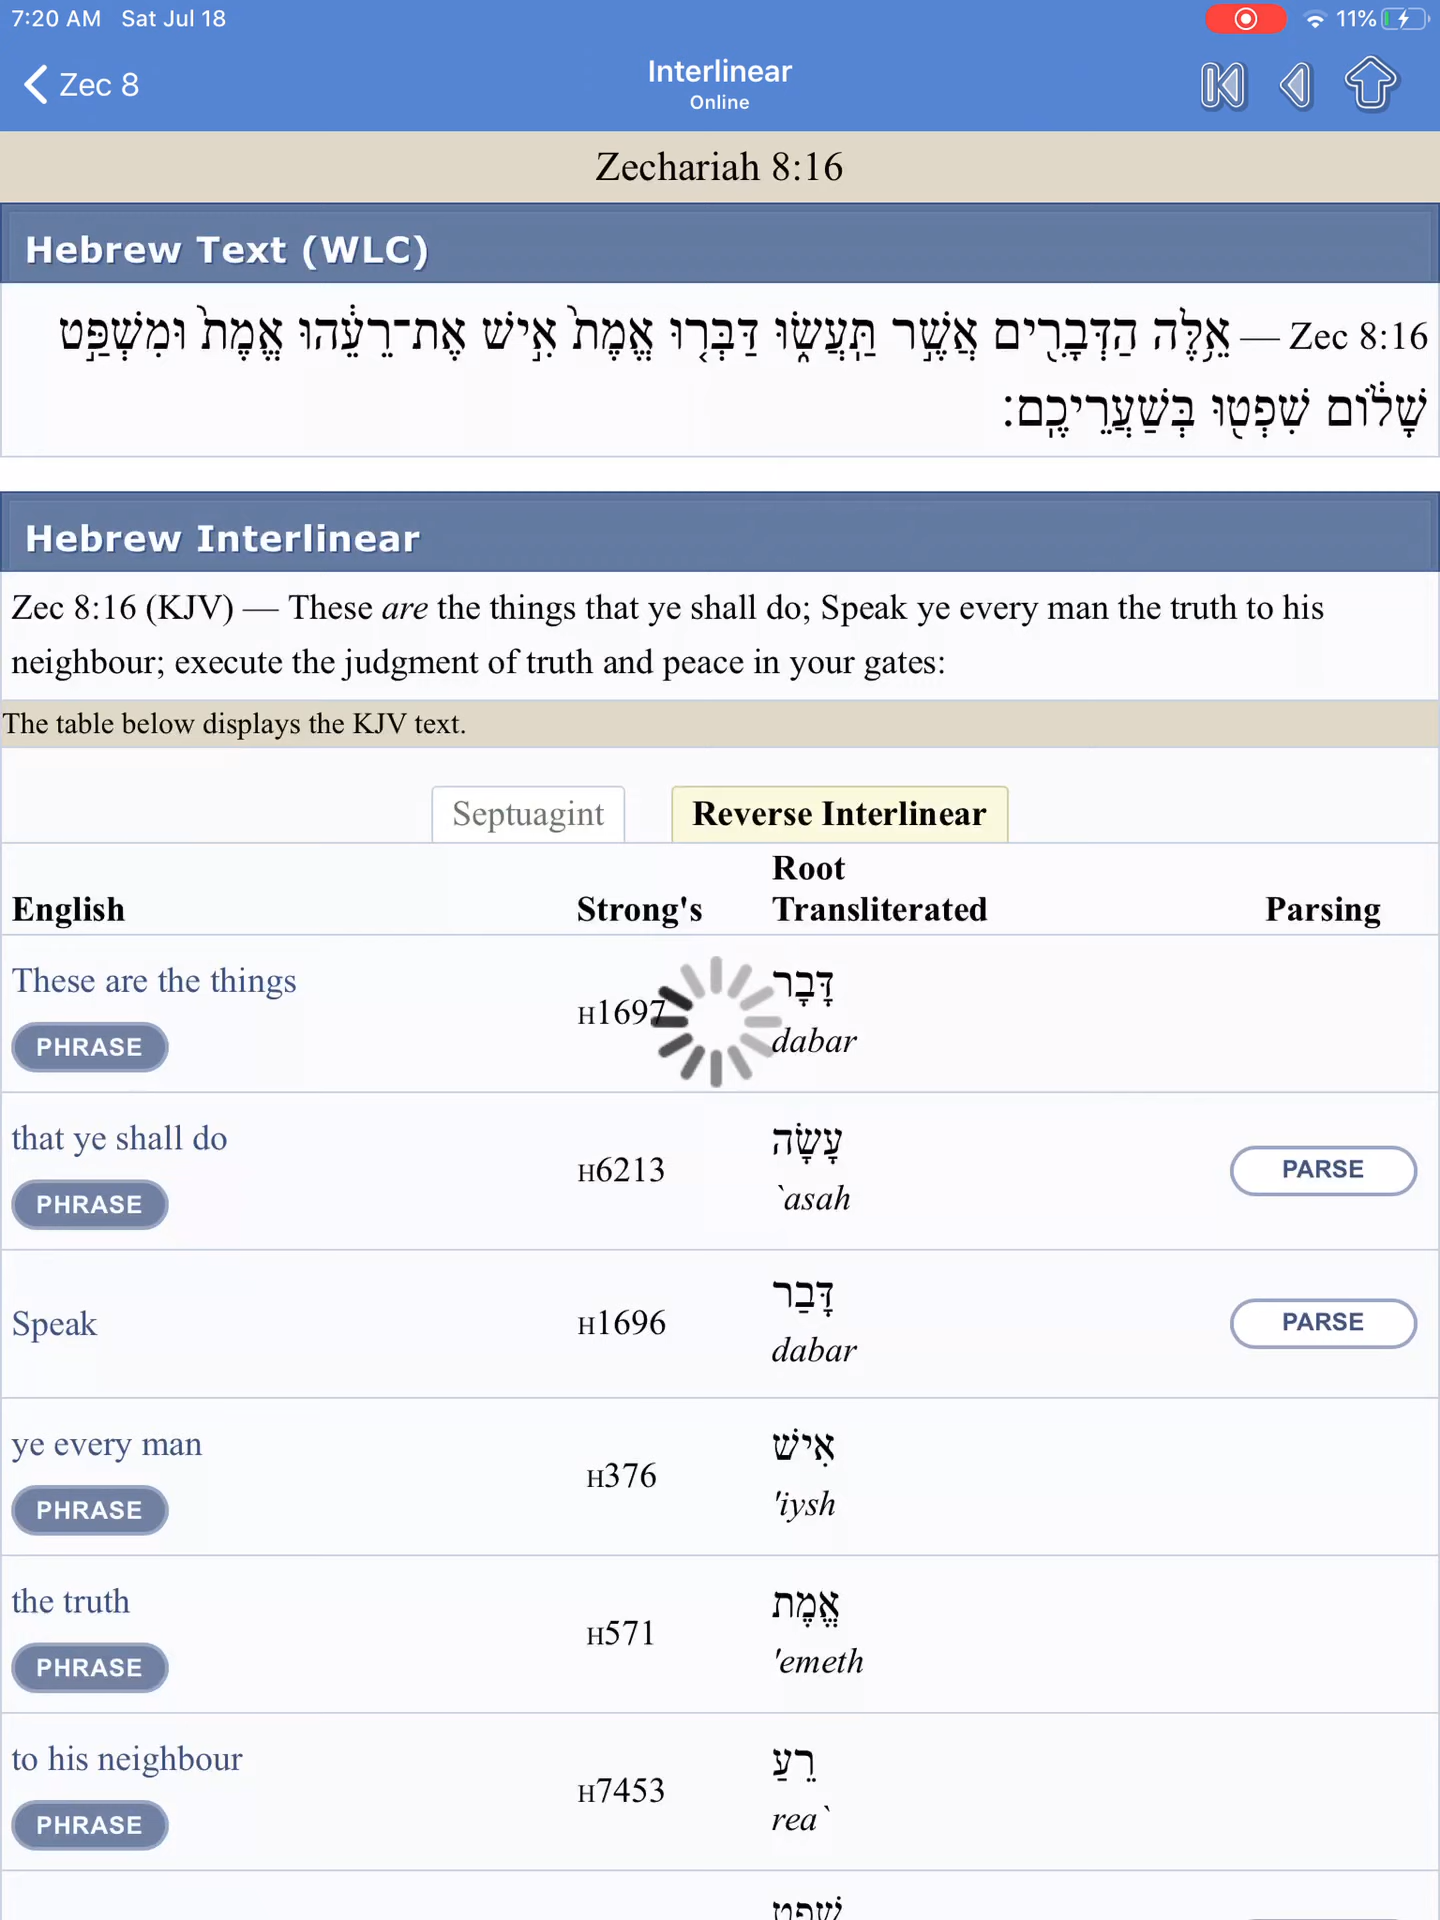 7:20 AM Sat Jul 18
11%
Zec 8
Interlinear
Online
Zechariah 8:16
Hebrew Text (WLC)
Zec 8:16 — אֵ֥לֶּה הַדְּבָרִ֖ים אֲשֶׁ֣ר תַּֽעֲשׂ֑וּ דַּבְּר֤וּ אֱמֶת֙ אִ֣ישׁ אֶת־רֵעֵ֔הוּ אֱמֶת֙ וּמִשְׁפַּ֣ט
שָׁל֔וֹם שִׁפְט֖וּ בְּשַׁעֲרֵיכֶֽם׃
Hebrew Interlinear
Zec 8:16 (KJV) — These are the things that ye shall do; Speak ye every man the truth to his
neighbour; execute the judgment of truth and peace in your gates:
The table below displays the KJV text.
Septuagint Reverse Interlinear
English Strong's Root Transliterated Parsing
These are the things
PHRASE
H1697
דָּבָר
dabar
that ye shall do
PHRASE
H6213
עָשָׂה
`asah
PARSE
Speak
H1696
דָּבַר
dabar
PARSE
ye every man
PHRASE
H376
אִישׁ
'iysh
the truth
PHRASE
H571
אֱמֶת
'emeth
to his neighbour
PHRASE
H7453
רֵעַ
rea`